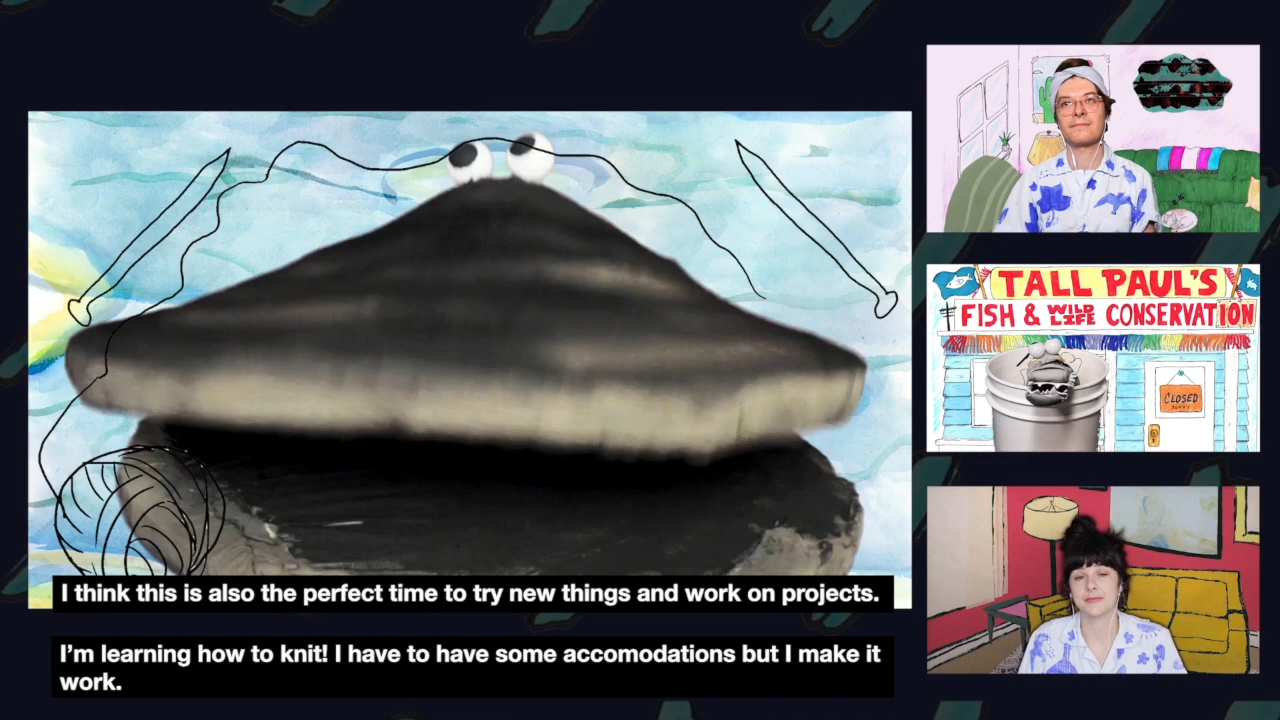 TALL PAUL'S
FISH & WILD LIFE CONSERVATION
CLOSED
SORRY
I think this is also the perfect time to try new things and work on projects.
I'm learning how to knit! I have to have some accomodations but I make it
work.